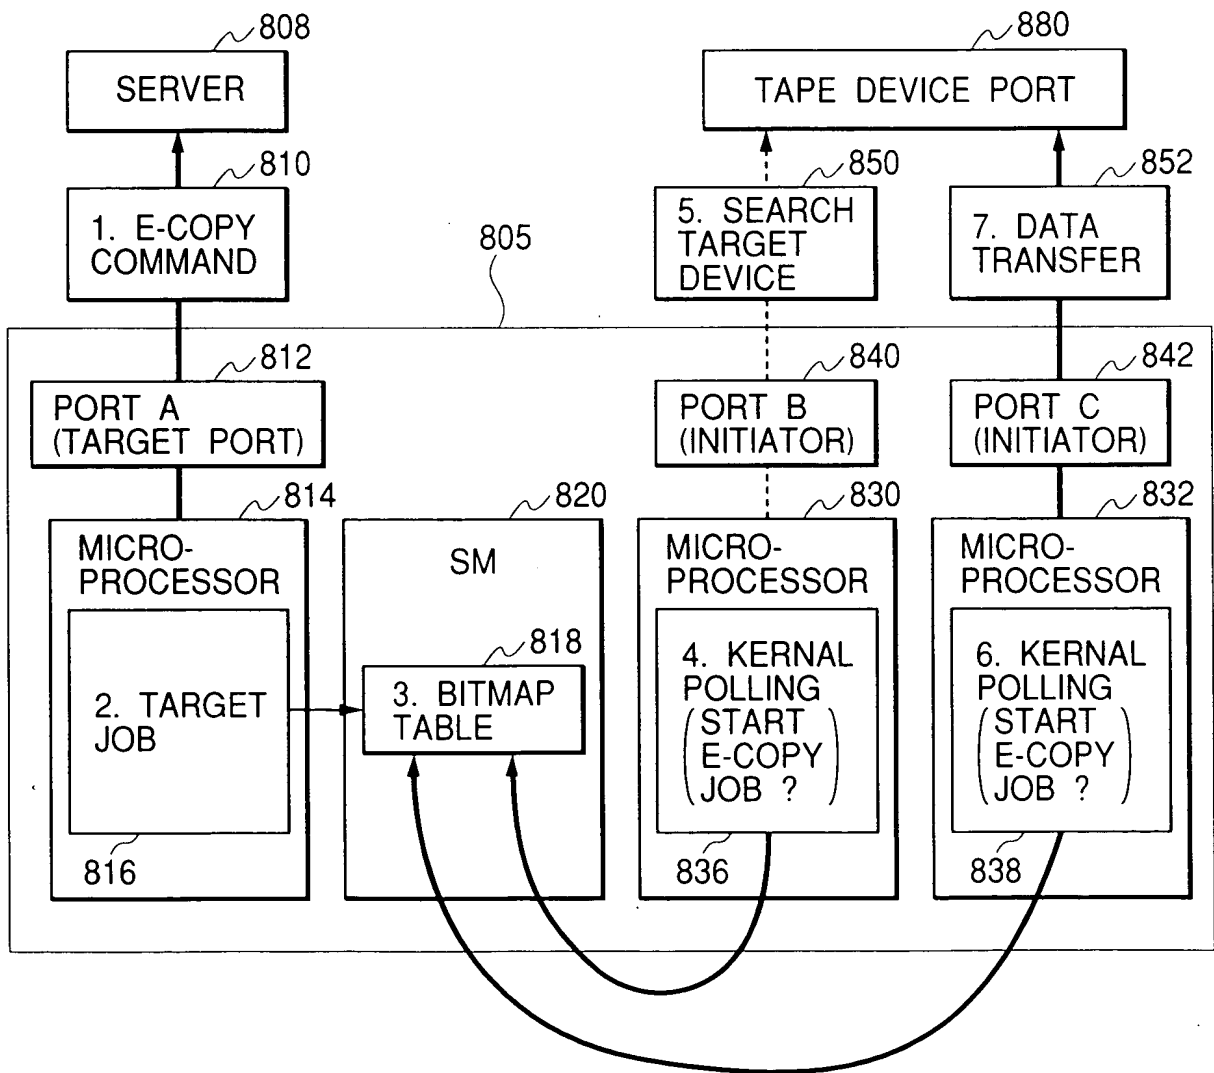 808
880
SERVER
TAPE DEVICE PORT
810
850
852
1. E-COPY
COMMAND
5. SEARCH
TARGET
DEVICE
7. DATA
TRANSFER
805
812
840
842
PORT A
(TARGET PORT)
PORT B
(INITIATOR)
PORT C
(INITIATOR)
814
820
830
832
MICRO-
PROCESSOR
SM
MICRO-
PROCESSOR
MICRO-
PROCESSOR
2. TARGET
JOB
816
818
3. BITMAP
TABLE
4. KERNAL
POLLING
(START
E-COPY
JOB ?)
836
6. KERNAL
POLLING
(START
E-COPY
JOB ?)
838